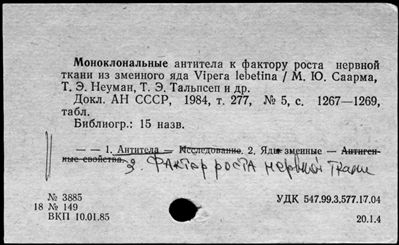 Моноклональные антитела к фактору роста нервной
ткани из змеиного яда Vipera lebetina / М. Ю. Саарма,
Т. Э. Неуман, Т. Э. Тальпсеп и др.
Докл. АН СССР, 1984, т. 277, № 5, с. 1267—1269,
табл.
Библиогр.: 15 назв.
— — 1. Антитела — Исследование. 2. Яды змеиные — Антиген-
ные свойства. 3. Фактор роста нервной ткани
№ 3885
18 № 149
ВКП 10.01.85
УДК 547.99.3.577.17.04
20.1.4